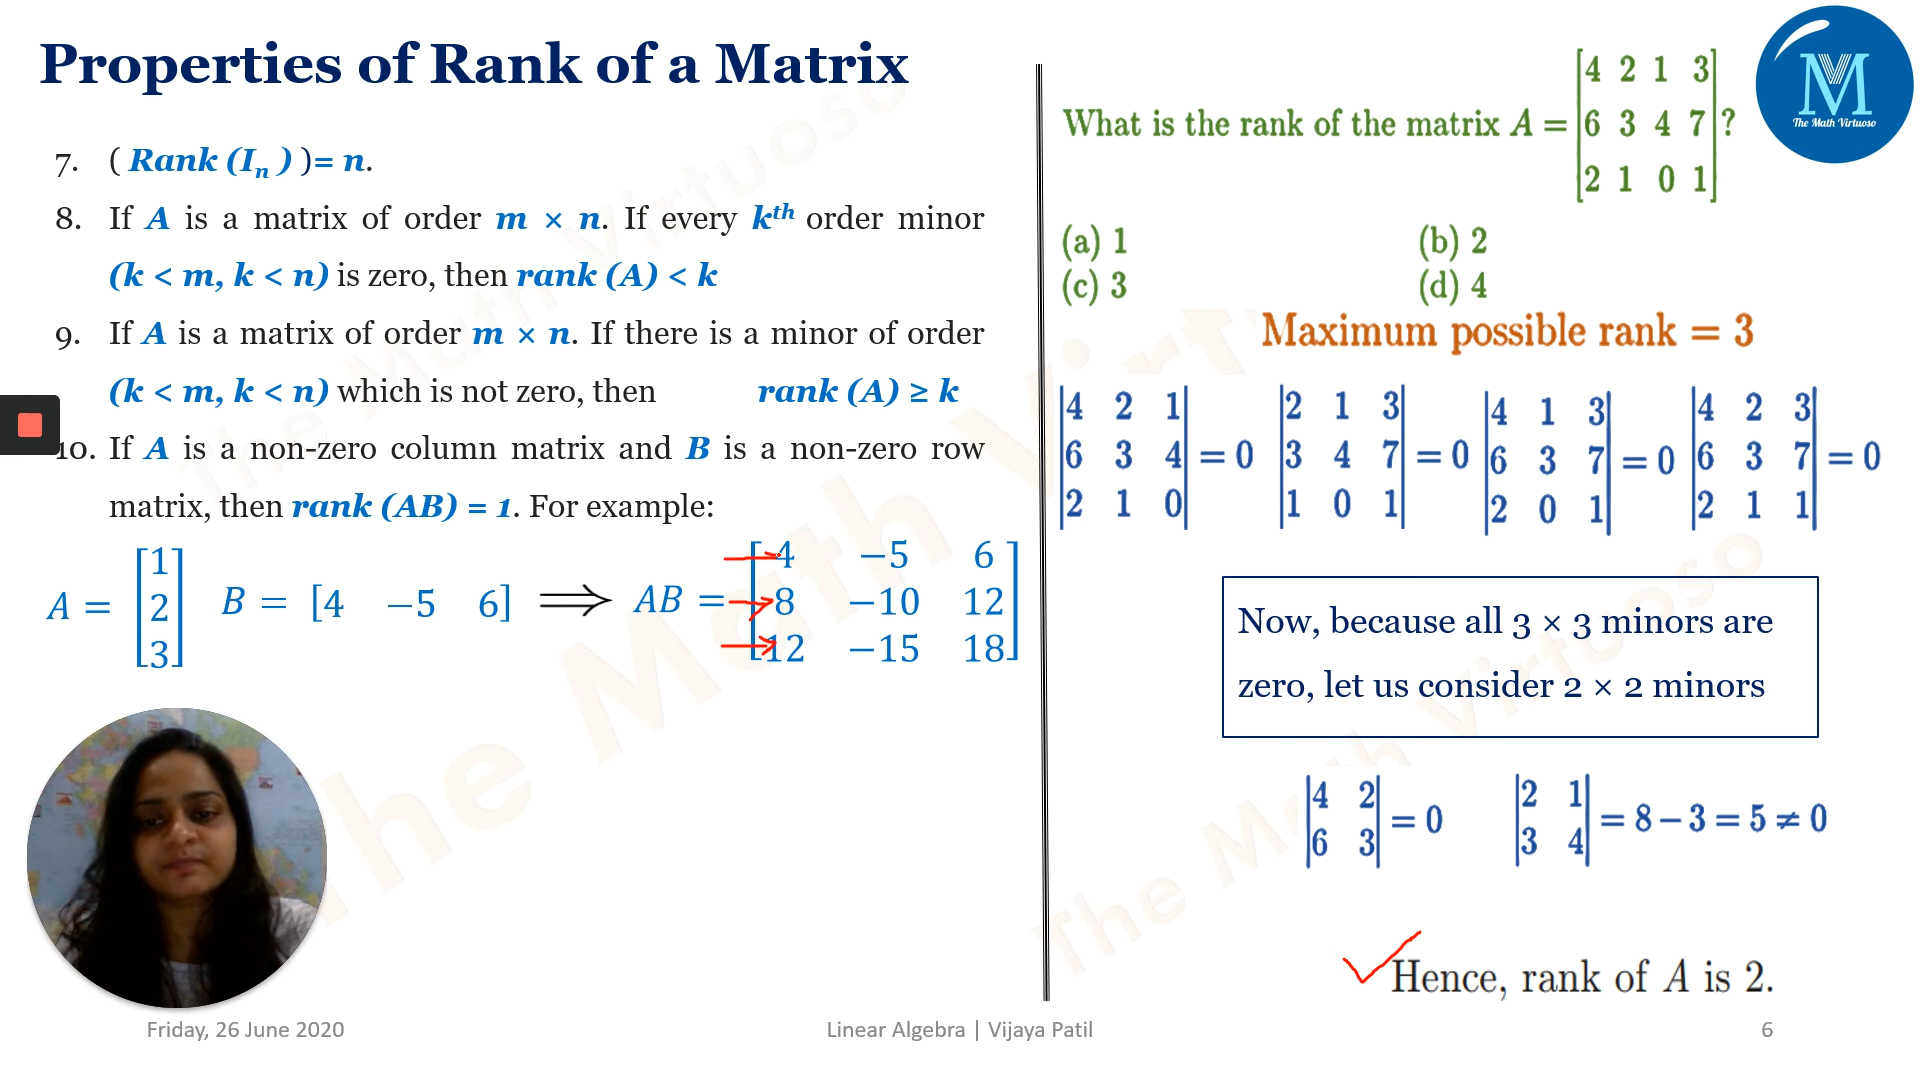 Properties of Rank of a Matrix
7. ( Rank (Iₙ ) )= n.
8. If A is a matrix of order m × n. If every kᵗʰ order minor
(k < m, k < n) is zero, then rank (A) < k
9. If A is a matrix of order m × n. If there is a minor of order
(k < m, k < n) which is not zero, then rank (A) ≥ k
10. If A is a non-zero column matrix and B is a non-zero row
matrix, then rank (AB) = 1. For example:
A = [1 2 3] B = [4 −5 6] ⟹ AB = [4 −5 6
8 −10 12
12 −15 18]
What is the rank of the matrix A = [4 2 1 3
6 3 4 7
2 1 0 1] ?
(a) 1 (b) 2
(c) 3 (d) 4
Maximum possible rank = 3
|4 2 1
6 3 4
2 1 0| = 0
|2 1 3
3 4 7
1 0 1| = 0
|4 1 3
6 3 7
2 0 1| = 0
|4 2 3
6 3 7
2 1 1| = 0
Now, because all 3 × 3 minors are
zero, let us consider 2 × 2 minors
|4 2
6 3| = 0
|2 1
3 4| = 8 − 3 = 5 ≠ 0
Hence, rank of A is 2.
M
The Math Virtuoso
The Math Virtuoso
The Math Virtuoso
Friday, 26 June 2020
Linear Algebra | Vijaya Patil
6